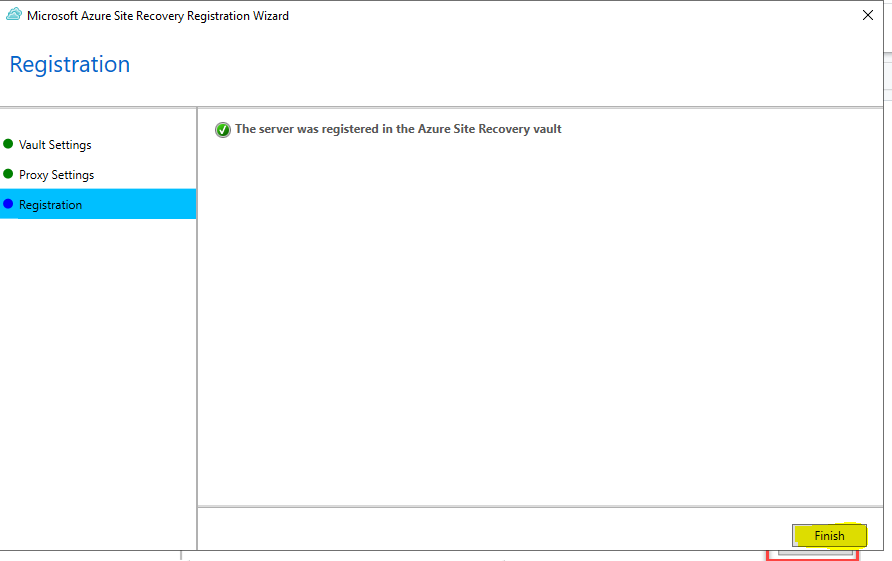 Microsoft Azure Site Recovery Registration Wizard
Registration
The server was registered in the Azure Site Recovery vault
Vault Settings
Proxy Settings
Registration
Finish